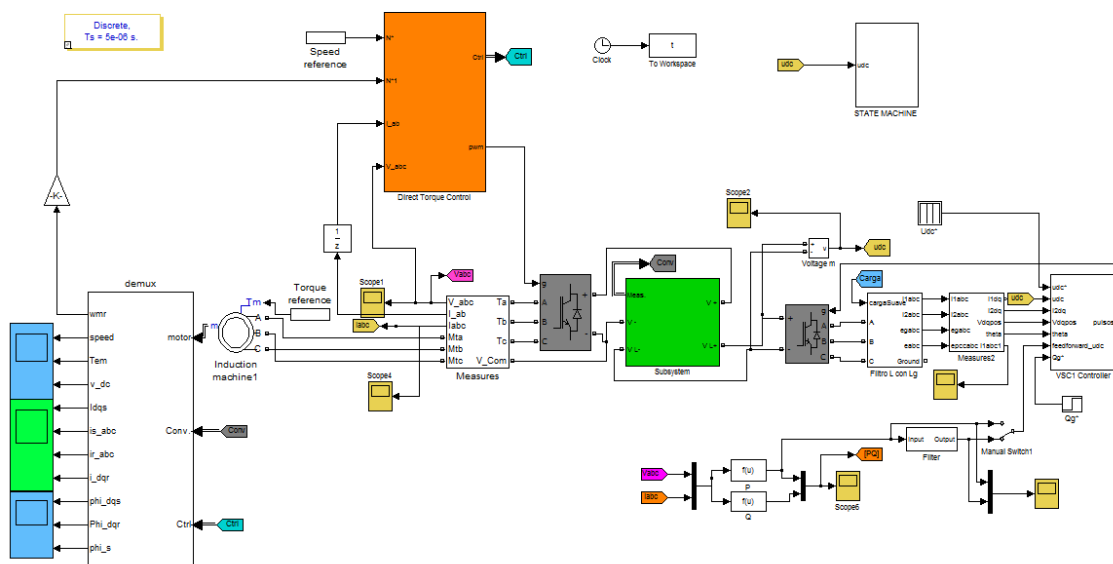 Discrete,
Ts = 5e-06 s.
Speed
reference
N*
N*1
I_ab
V_abc
Ctrl
pwm
Direct Torque Control
Ctrl
Clock
t
To Workspace
udc
udc
STATE MACHINE
-K-
1
z
Scope1
Vabc
Iabc
Scope4
Torque
reference
Tm
m
A
B
C
Induction
machine1
demux
wmr
speed
Tem
v_dc
Idqs
is_abc
ir_abc
i_dqr
phi_dqs
Phi_dqr
phi_s
motor
Conv.
Ctrl
Conv
Ctrl
V_abc
I_ab
Iabc
Mta
Mtb
Mtc
Ta
Tb
Tc
V_Com
Measures
g
A
B
C
+
-
Conv
Meas.
V -
V L-
V +
V L+
Subsystem
Scope2
+
-
v
Voltage m
udc
+
-
g
A
B
C
Carga
cargaSuave
A
B
C
I1abc
I2abc
egabc
eabc
Ground
Filtro L con Lg
I1abc
I2abc
egabc
epccabc
I1dq
I2dq
Vdqpos
theta
I1abc1
Measures2
Udc*
udc
udc*
udc
I2dq
Vdqpos
theta
feedforward_udc
Qg*
pulsos
VSC1 Controller
Qg*
Vabc
Iabc
f(u)
P
f(u)
Q
[PQ]
Scope5
Input
Output
Filter
Manual Switch1